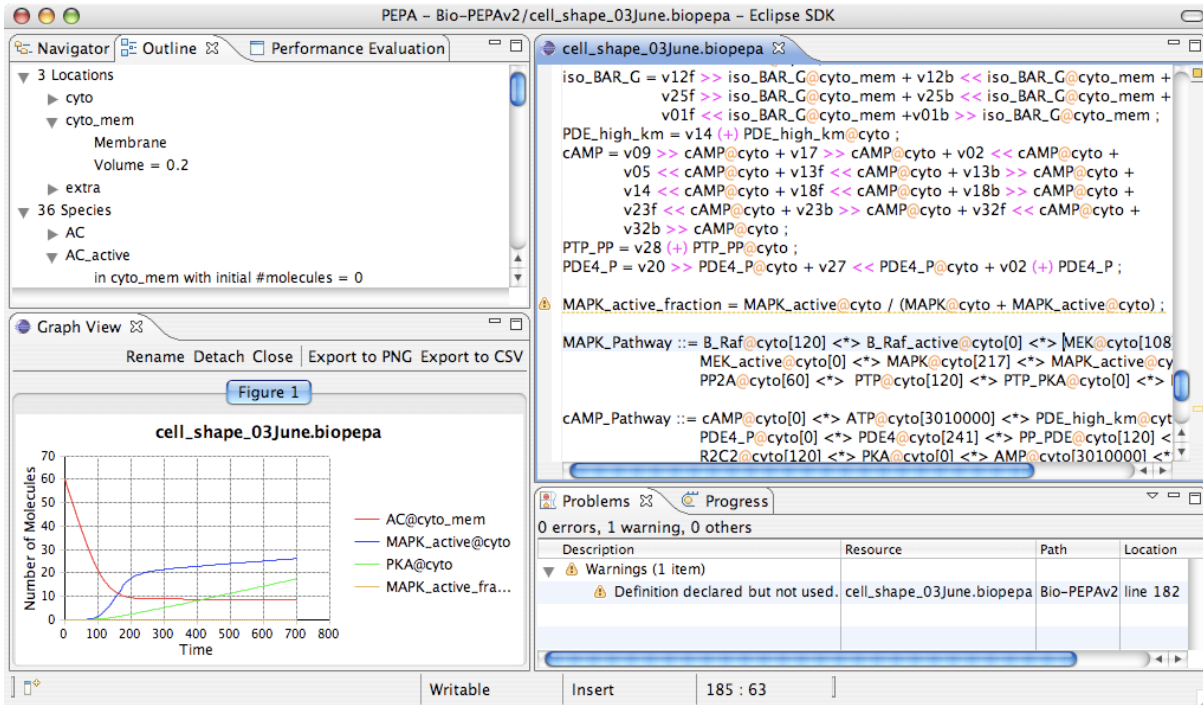 PEPA – Bio-PEPAv2/cell_shape_03June.biopepa – Eclipse SDK
Navigator Outline Performance Evaluation
3 Locations
cyto
cyto_mem
Membrane
Volume = 0.2
extra
36 Species
AC
AC_active
in cyto_mem with initial #molecules = 0
Graph View
Rename Detach Close Export to PNG Export to CSV
Figure 1
cell_shape_03June.biopepa
Number of Molecules
70
60
50
40
30
20
10
0
0 100 200 300 400 500 600 700 800
Time
AC@cyto_mem
MAPK_active@cyto
PKA@cyto
MAPK_active_fra...
cell_shape_03June.biopepa
iso_BAR_G = v12f >> iso_BAR_G@cyto_mem + v12b << iso_BAR_G@cyto_mem +
v25f >> iso_BAR_G@cyto_mem + v25b << iso_BAR_G@cyto_mem +
v01f << iso_BAR_G@cyto_mem +v01b >> iso_BAR_G@cyto_mem ;
PDE_high_km = v14 (+) PDE_high_km@cyto ;
cAMP = v09 >> cAMP@cyto + v17 >> cAMP@cyto + v02 << cAMP@cyto +
v05 << cAMP@cyto + v13f << cAMP@cyto + v13b >> cAMP@cyto +
v14 << cAMP@cyto + v18f << cAMP@cyto + v18b >> cAMP@cyto +
v23f << cAMP@cyto + v23b >> cAMP@cyto + v32f << cAMP@cyto +
v32b >> cAMP@cyto ;
PTP_PP = v28 (+) PTP_PP@cyto ;
PDE4_P = v20 >> PDE4_P@cyto + v27 << PDE4_P@cyto + v02 (+) PDE4_P ;
MAPK_active_fraction = MAPK_active@cyto / (MAPK@cyto + MAPK_active@cyto) ;
MAPK_Pathway ::= B_Raf@cyto[120] <*> B_Raf_active@cyto[0] <*> MEK@cyto[108
MEK_active@cyto[0] <*> MAPK@cyto[217] <*> MAPK_active@cy
PP2A@cyto[60] <*> PTP@cyto[120] <*> PTP_PKA@cyto[0] <*>
cAMP_Pathway ::= cAMP@cyto[0] <*> ATP@cyto[3010000] <*> PDE_high_km@cyt
PDE4_P@cyto[0] <*> PDE4@cyto[241] <*> PP_PDE@cyto[120] <
R2C2@cyto[120] <*> PKA@cyto[0] <*> AMP@cyto[3010000] <*
Problems Progress
0 errors, 1 warning, 0 others
Description Resource Path Location
Warnings (1 item)
Definition declared but not used. cell_shape_03June.biopepa Bio-PEPAv2 line 182
Writable Insert 185 : 63